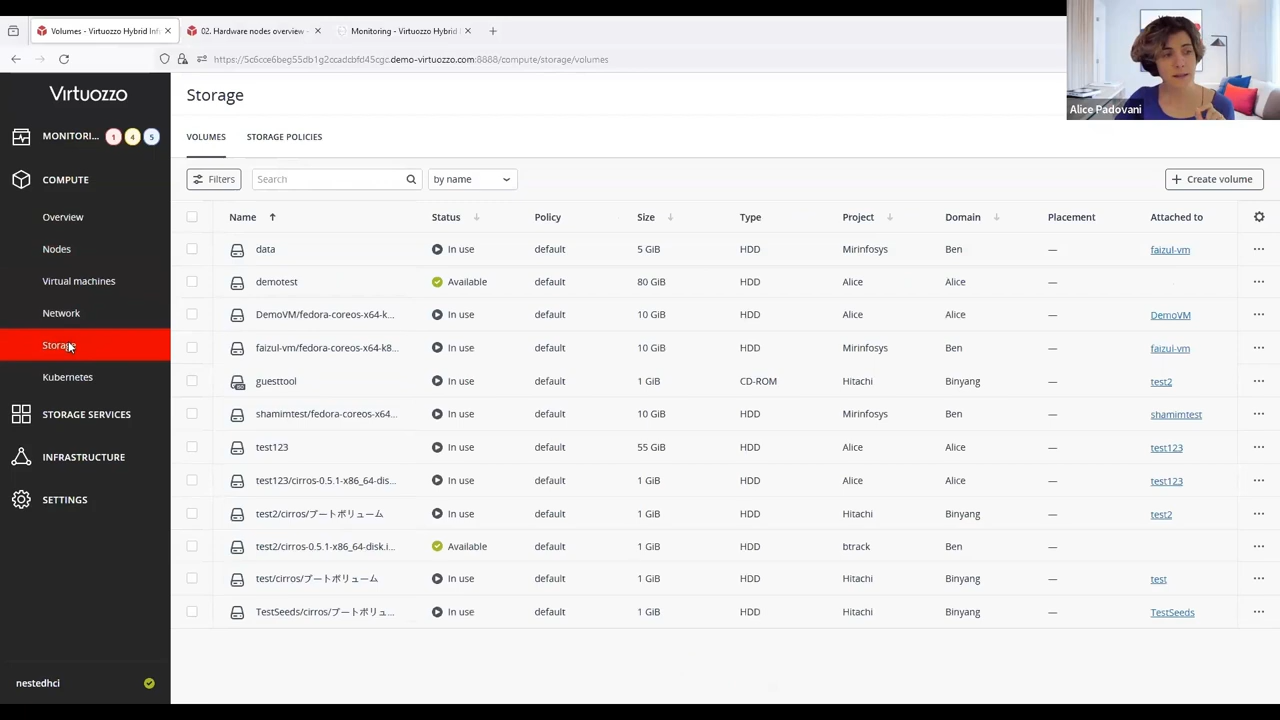 Volumes - Virtuozzo Hybrid Inf
02. Hardware nodes overview -
Monitoring - Virtuozzo Hybrid I
https://5c6cce6beg55db1g2ccadcbfd45cgc.demo-virtuozzo.com:8888/compute/storage/volumes
Alice Padovani
Virtuozzo
MONITORI... 1 4 5
COMPUTE
Overview
Nodes
Virtual machines
Network
Storage
Kubernetes
STORAGE SERVICES
INFRASTRUCTURE
SETTINGS
nestedhci
Storage
VOLUMES STORAGE POLICIES
Filters Search by name Create volume
Name Status Policy Size Type Project Domain Placement Attached to
data In use default 5 GiB HDD Mirinfosys Ben — faizul-vm ...
demotest Available default 80 GiB HDD Alice Alice — ...
DemoVM/fedora-coreos-x64-k... In use default 10 GiB HDD Alice Alice — DemoVM ...
faizul-vm/fedora-coreos-x64-k8... In use default 10 GiB HDD Mirinfosys Ben — faizul-vm ...
guesttool In use default 1 GiB CD-ROM Hitachi Binyang — test2 ...
shamimtest/fedora-coreos-x64... In use default 10 GiB HDD Mirinfosys Ben — shamimtest ...
test123 In use default 55 GiB HDD Alice Alice — test123 ...
test123/cirros-0.5.1-x86_64-dis... In use default 1 GiB HDD Alice Alice — test123 ...
test2/cirros/ブートボリューム In use default 1 GiB HDD Hitachi Binyang — test2 ...
test2/cirros-0.5.1-x86_64-disk.i... Available default 1 GiB HDD btrack Ben — ...
test/cirros/ブートボリューム In use default 1 GiB HDD Hitachi Binyang — test ...
TestSeeds/cirros/ブートボリュ... In use default 1 GiB HDD Hitachi Binyang — TestSeeds ...